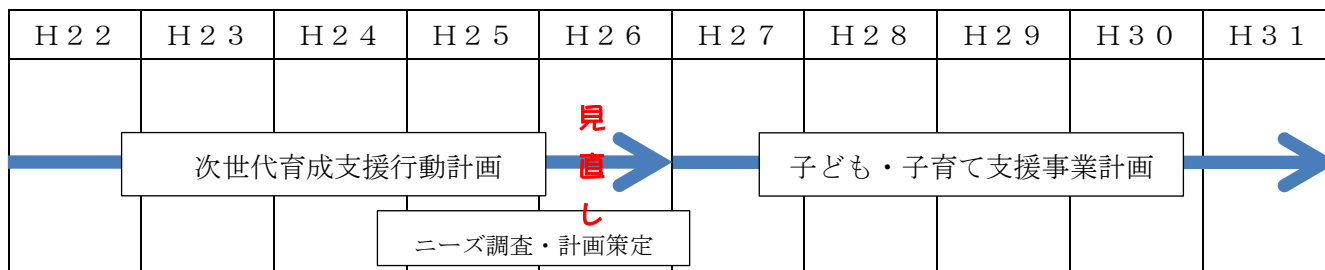 H22 H23 H24 H25 H26 H27 H28 H29 H30 H31
次世代育成支援行動計画
見直し
子ども・子育て支援事業計画
ニーズ調査・計画策定